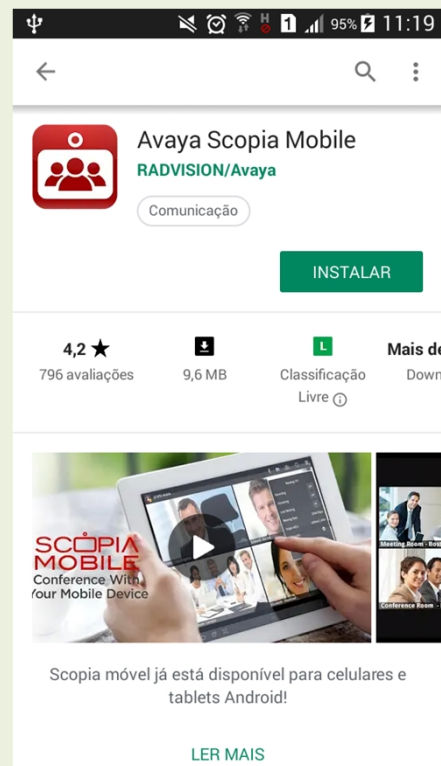 H 1 95% 11:19
Avaya Scopia Mobile
RADVISION/Avaya
Comunicação
INSTALAR
4,2 ★
796 avaliações
9,6 MB
L
Classificação
Livre
Mais de
Down
SCOPIA
MOBILE
Conference With
Your Mobile Device
Meeting Room - Bos
Conference Room -
Scopia móvel já está disponível para celulares e
tablets Android!
LER MAIS